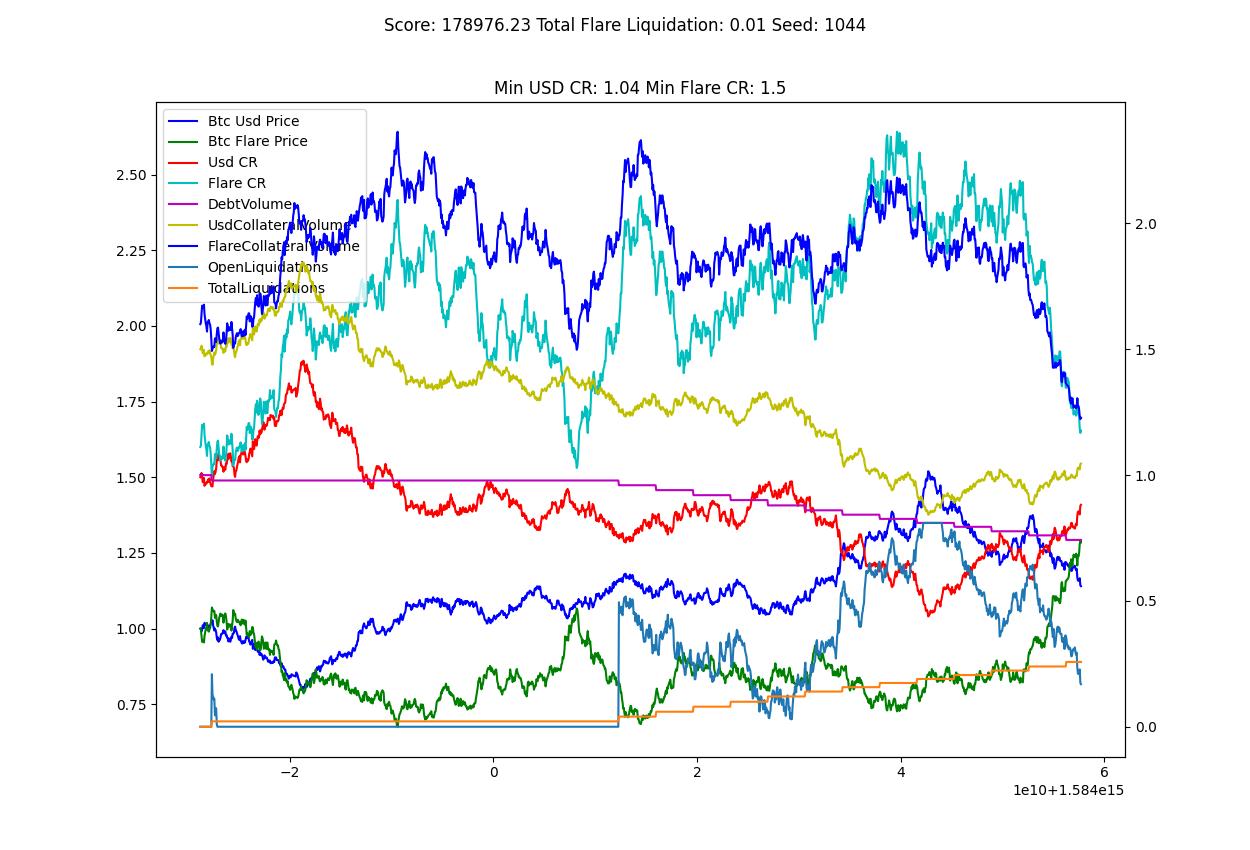 Score: 178976.23 Total Flare Liquidation: 0.01 Seed: 1044
Min USD CR: 1.04 Min Flare CR: 1.5
Btc Usd Price
Btc Flare Price
Usd CR
Flare CR
DebtVolume
UsdCollateralVolume
FlareCollateralVolume
OpenLiquidations
TotalLiquidations
2.50
2.25
2.00
1.75
1.50
1.25
1.00
0.75
2.0
1.5
1.0
0.5
0.0
−2 0 2 4 6
1e10+1.584e15